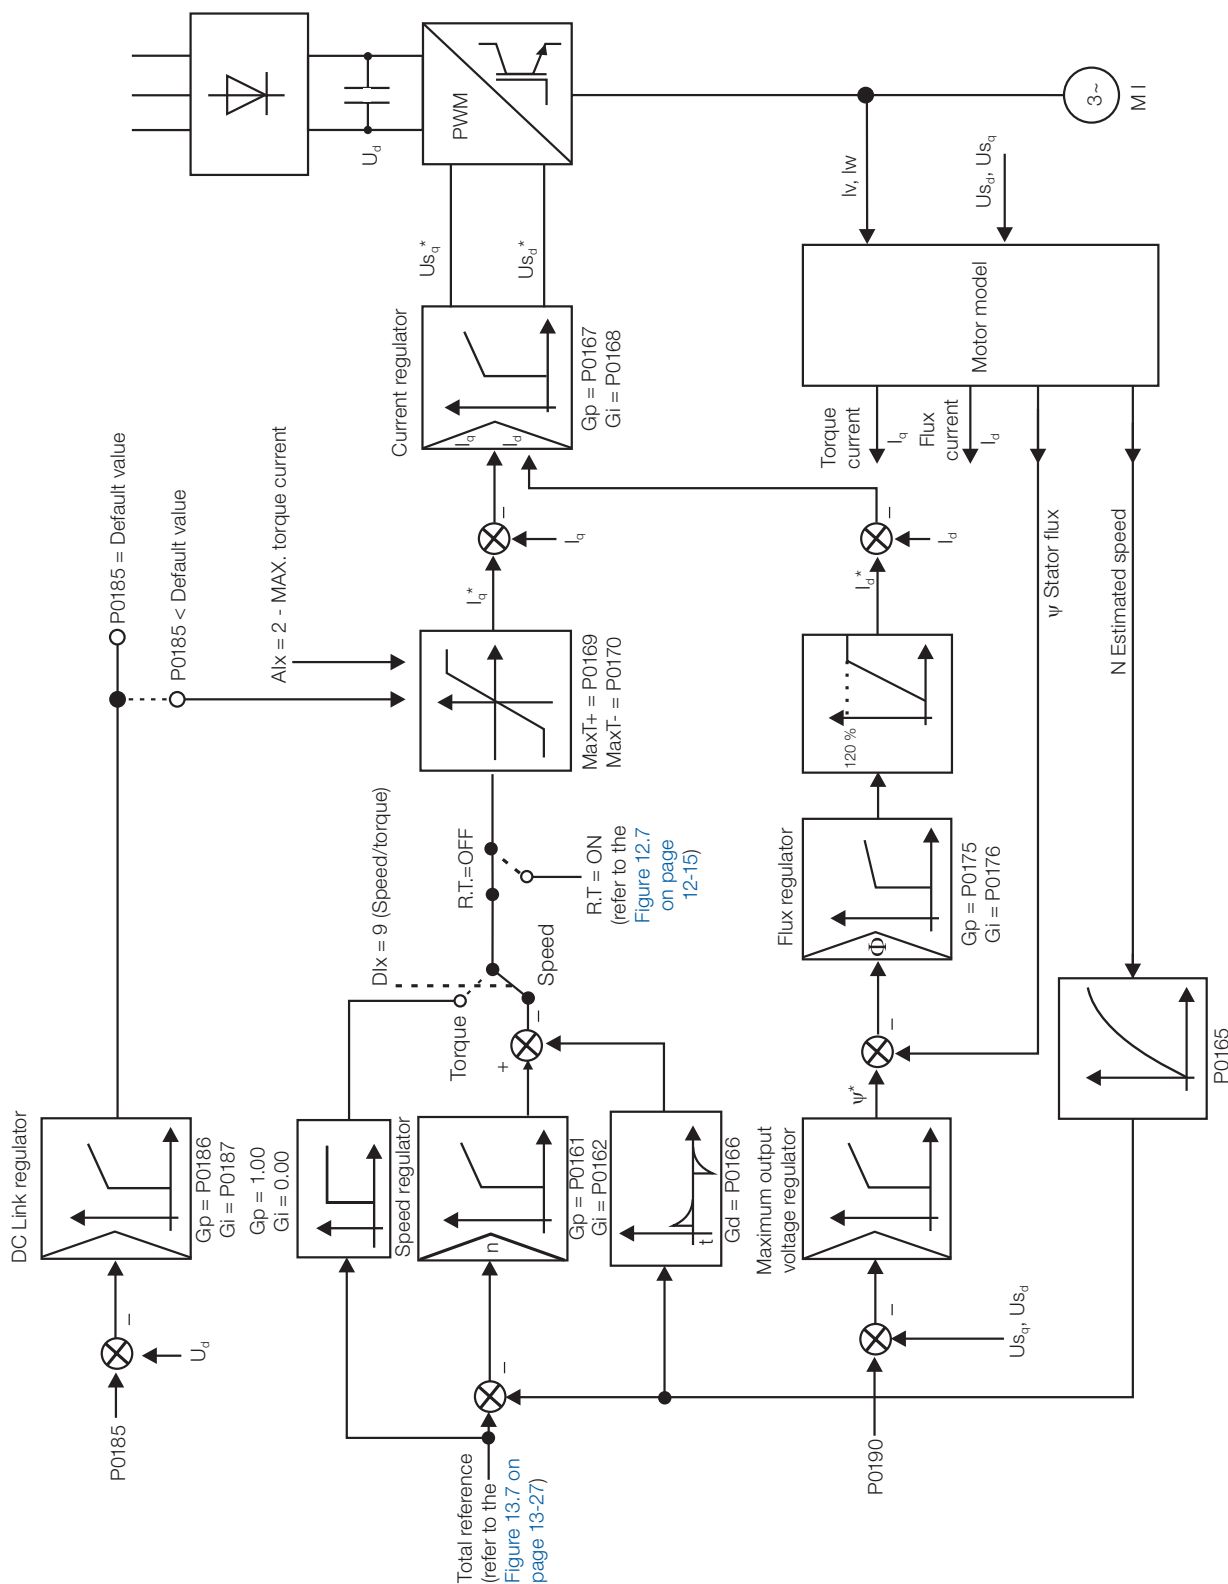 DC Link regulator
Gp = P0186
Gi = P0187
P0185
U_d
–
P0185 = Default value
P0185 < Default value
AIx = 2 - MAX. torque current
U_d
PWM
3~
M I
Gp = 1.00
Gi = 0.00
Total reference
(refer to the
Figure 13.7 on
page 13-27)
–
Speed regulator
n
Gp = P0161
Gi = P0162
t
Gd = P0166
Torque
+
–
Speed
DIx = 9 (Speed/torque)
R.T.=OFF
R.T = ON
(refer to the
Figure 12.7
on page
12-15)
MaxT+ = P0169
MaxT- = P0170
I_q*
–
I_q
Current regulator
I_q
I_d
Gp = P0167
Gi = P0168
Us_q*
Us_d*
P0190
–
Us_q, Us_d
Maximum output
voltage regulator
ψ*
–
Flux regulator
Φ
Gp = P0175
Gi = P0176
120 %
I_d*
–
I_d
Torque
current
I_q
Flux
current
I_d
Motor model
Iv, Iw
Us_d, Us_q
ψ Stator flux
N Estimated speed
P0165